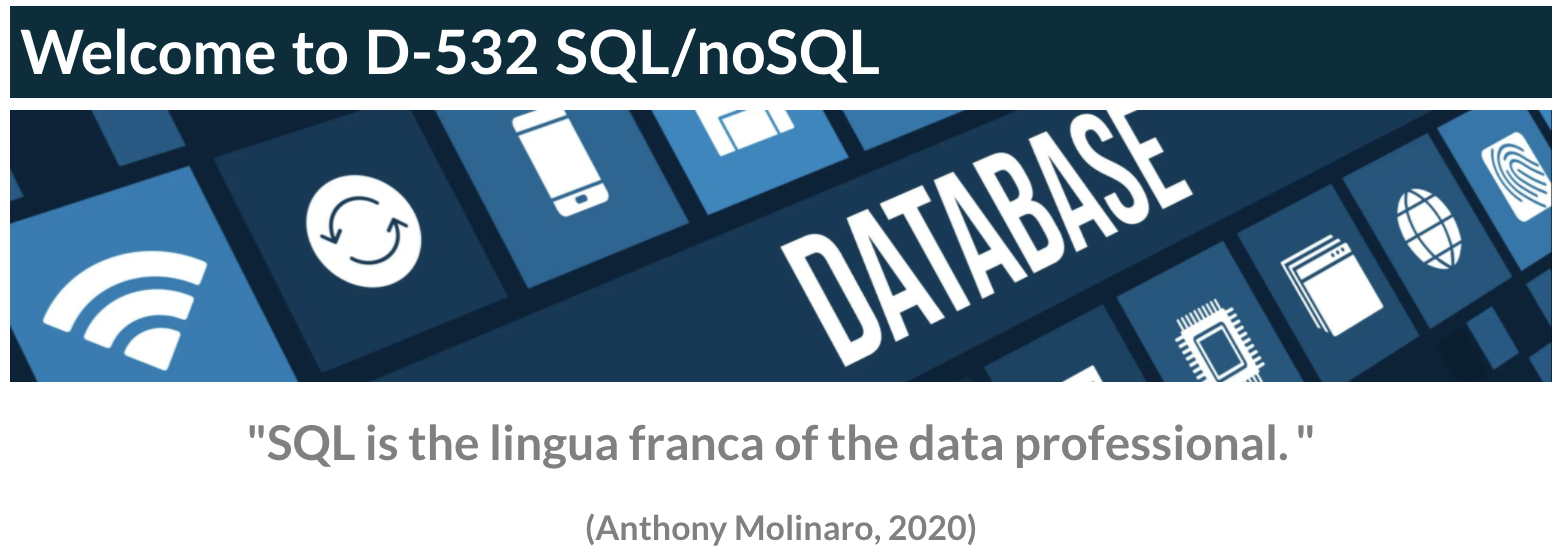 Welcome to D-532 SQL/noSQL
DATABASE
"SQL is the lingua franca of the data professional. "
(Anthony Molinaro, 2020)